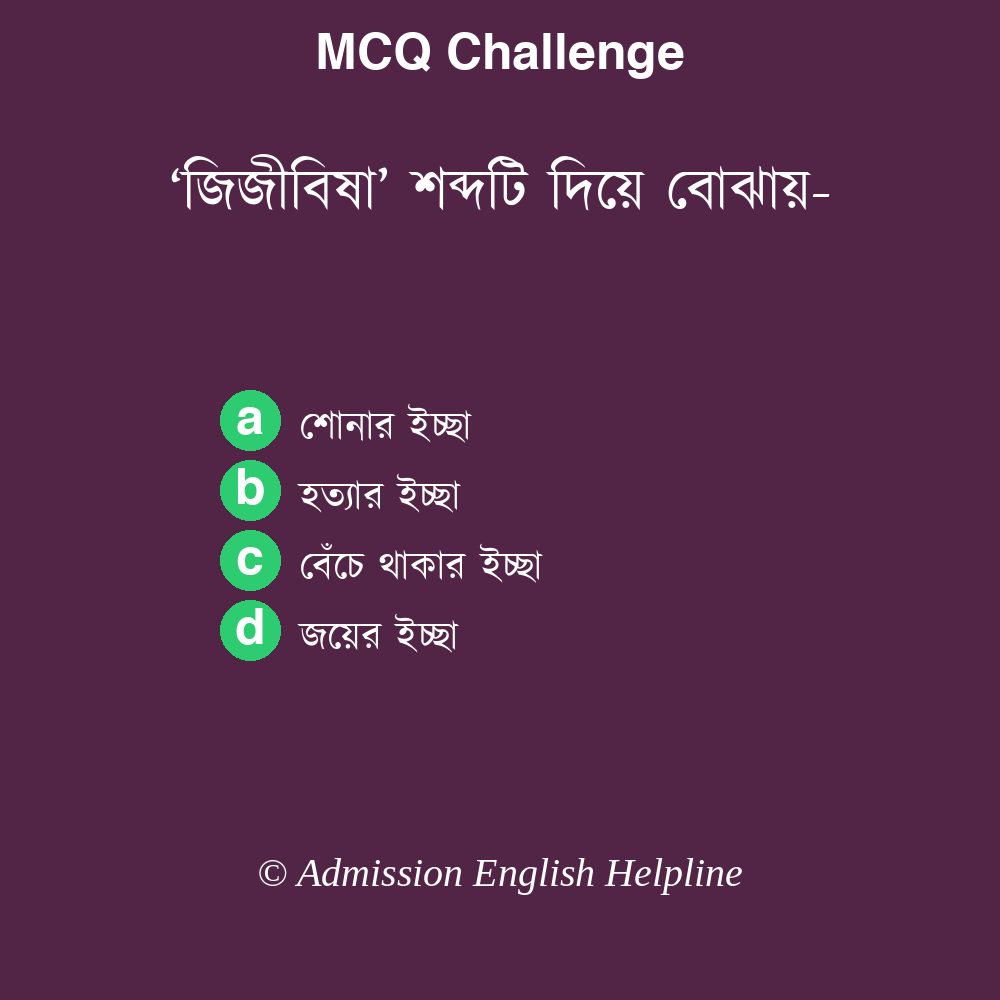 MCQ Challenge
‘জিজীবিষা’ শব্দটি দিয়ে বোঝায়-
a শোনার ইচ্ছা
b হত্যার ইচ্ছা
c বেঁচে থাকার ইচ্ছা
d জয়ের ইচ্ছা
© Admission English Helpline